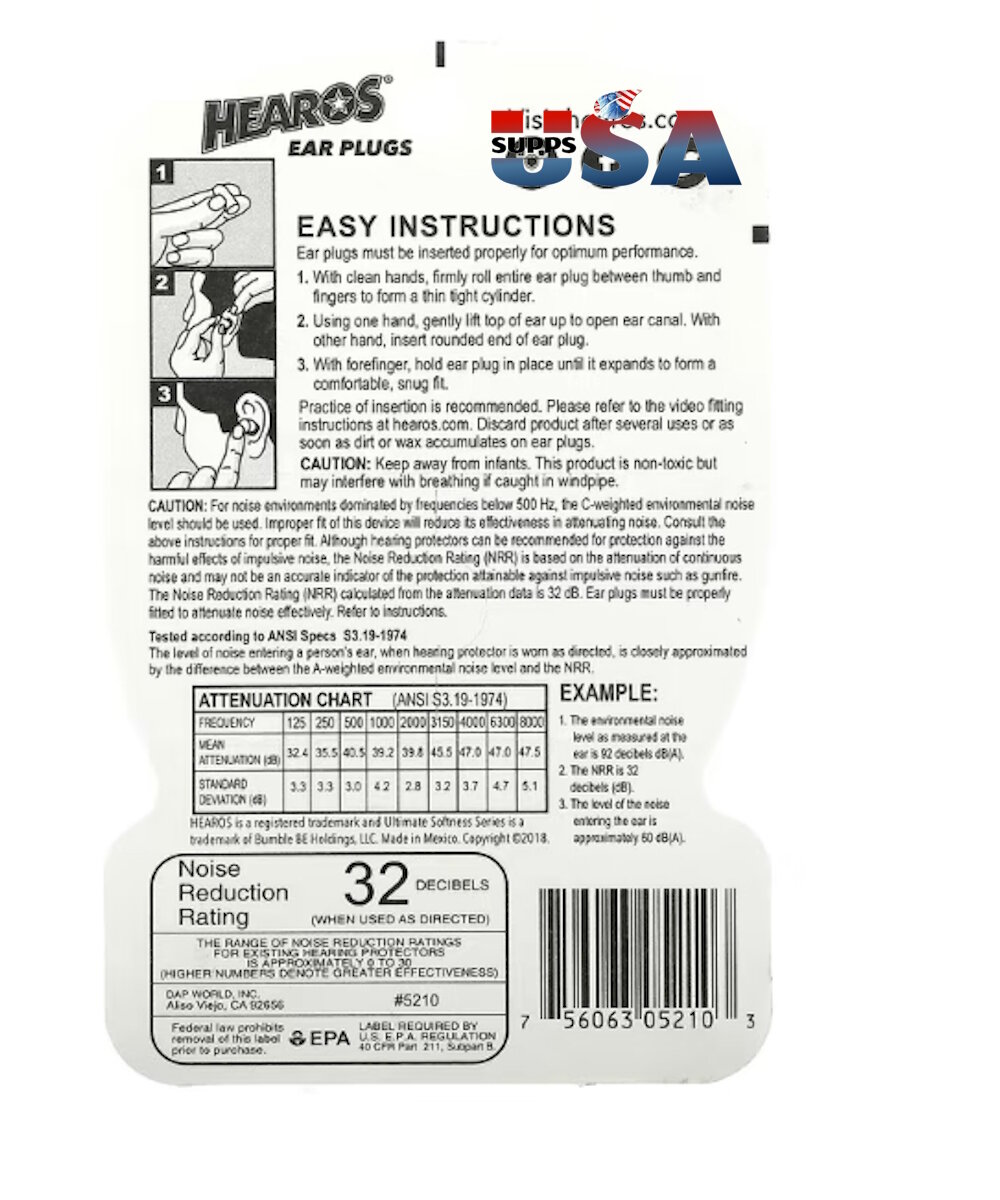 HEAROS®
EAR PLUGS
SUPPS
USA
1
2
3
EASY INSTRUCTIONS
Ear plugs must be inserted properly for optimum performance.
1. With clean hands, firmly roll entire ear plug between thumb and
fingers to form a thin tight cylinder.
2. Using one hand, gently lift top of ear up to open ear canal. With
other hand, insert rounded end of ear plug.
3. With forefinger, hold ear plug in place until it expands to form a
comfortable, snug fit.
Practice of insertion is recommended. Please refer to the video fitting
instructions at hearos.com. Discard product after several uses or as
soon as dirt or wax accumulates on ear plugs.
CAUTION: Keep away from infants. This product is non-toxic but
may interfere with breathing if caught in windpipe.
CAUTION: For noise environments dominated by frequencies below 500 Hz, the C-weighted environmental noise
level should be used. Improper fit of this device will reduce its effectiveness in attenuating noise. Consult the
above instructions for proper fit. Although hearing protectors can be recommended for protection against the
harmful effects of impulsive noise, the Noise Reduction Rating (NRR) is based on the attenuation of continuous
noise and may not be an accurate indicator of the protection attainable against impulsive noise such as gunfire.
The Noise Reduction Rating (NRR) calculated from the attenuation data is 32 dB. Ear plugs must be properly
fitted to attenuate noise effectively. Refer to instructions.
Tested according to ANSI Specs S3.19-1974
The level of noise entering a person's ear, when hearing protector is worn as directed, is closely approximated
by the difference between the A-weighted environmental noise level and the NRR.
ATTENUATION CHART (ANSI S3.19-1974)
FREQUENCY 125 250 500 1000 2000 3150 4000 6300 8000
MEAN
ATTENUATION (dB) 32.4 35.5 40.5 39.2 39.8 45.5 47.0 47.0 47.5
STANDARD
DEVIATION (dB) 3.3 3.3 3.0 4.2 2.8 3.2 3.7 4.7 5.1
EXAMPLE:
1. The environmental noise
level as measured at the
ear is 92 decibels dB(A).
2. The NRR is 32
decibels (dB).
3. The level of the noise
entering the ear is
approximately 60 dB(A).
HEAROS is a registered trademark and Ultimate Softness Series is a
trademark of Bumble BE Holdings, LLC. Made in Mexico. Copyright ©2018.
Noise
Reduction
Rating
32 DECIBELS
(WHEN USED AS DIRECTED)
THE RANGE OF NOISE REDUCTION RATINGS
FOR EXISTING HEARING PROTECTORS
IS APPROXIMATELY 0 TO 30
(HIGHER NUMBERS DENOTE GREATER EFFECTIVENESS)
DAP WORLD, INC.
Aliso Viejo, CA 92656
#5210
Federal law prohibits
removal of this label
prior to purchase.
EPA
LABEL REQUIRED BY
U.S. E.P.A. REGULATION
40 CFR Part 211, Subpart B.
7 56063 05210 3